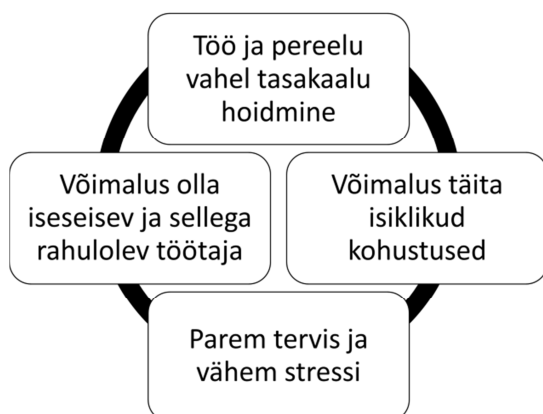 Töö ja pereelu
vahel tasakaalu
hoidmine
Võimalus olla
iseseisev ja sellega
rahulolev töötaja
Võimalus täita
isiklikud
kohustused
Parem tervis ja
vähem stressi